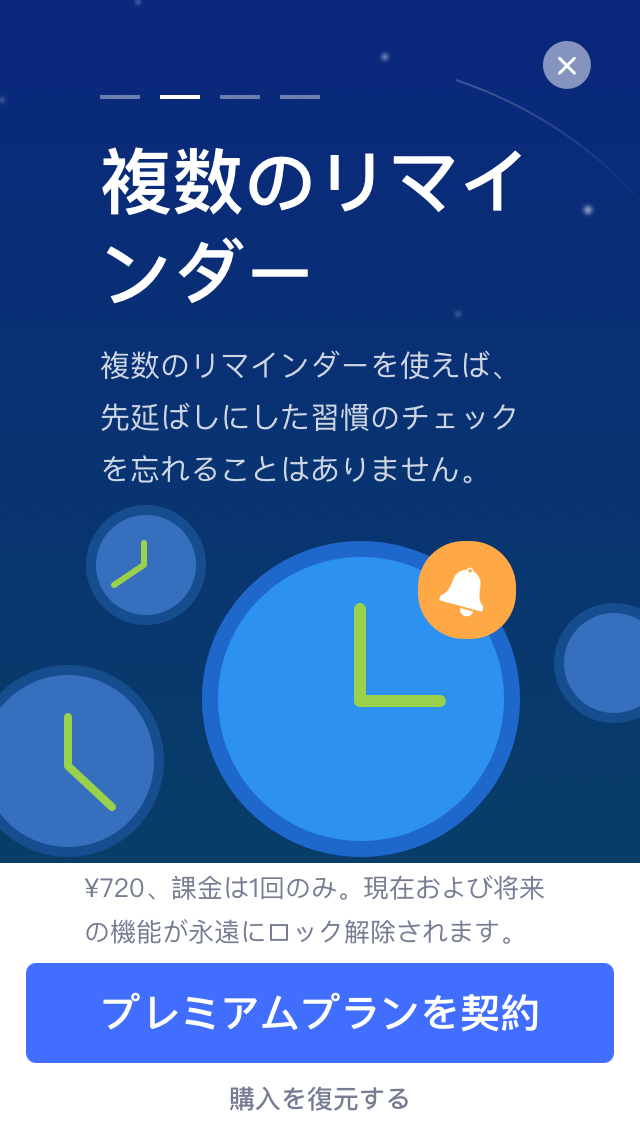 複数のリマイ
ンダー
複数のリマインダーを使えば、
先延ばしにした習慣のチェック
を忘れることはありません。
¥720、課金は1回のみ。現在および将来
の機能が永遠にロック解除されます。
プレミアムプランを契約
購入を復元する